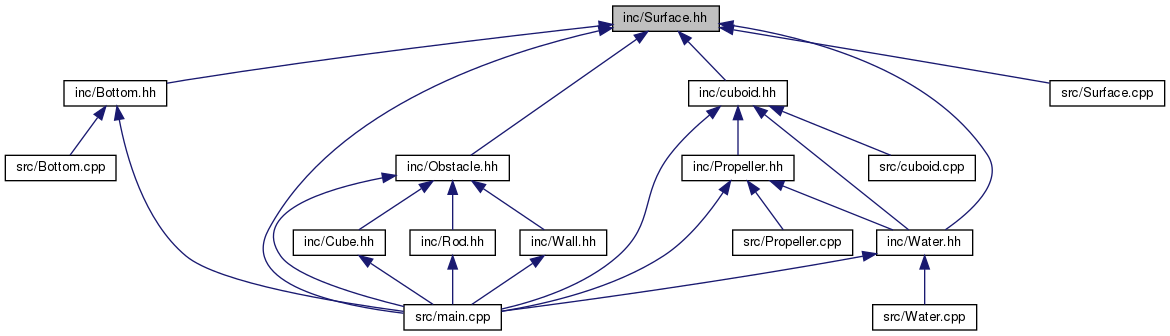 inc/Surface.hh
inc/Bottom.hh
inc/cuboid.hh
src/Surface.cpp
src/Bottom.cpp
inc/Obstacle.hh
inc/Propeller.hh
src/cuboid.cpp
inc/Cube.hh
inc/Rod.hh
inc/Wall.hh
src/Propeller.cpp
inc/Water.hh
src/main.cpp
src/Water.cpp